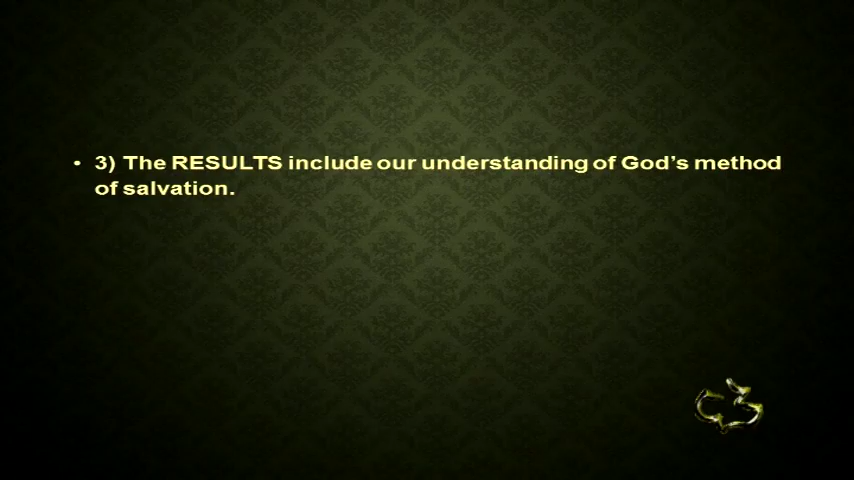 • 3) The RESULTS include our understanding of God’s method
of salvation.